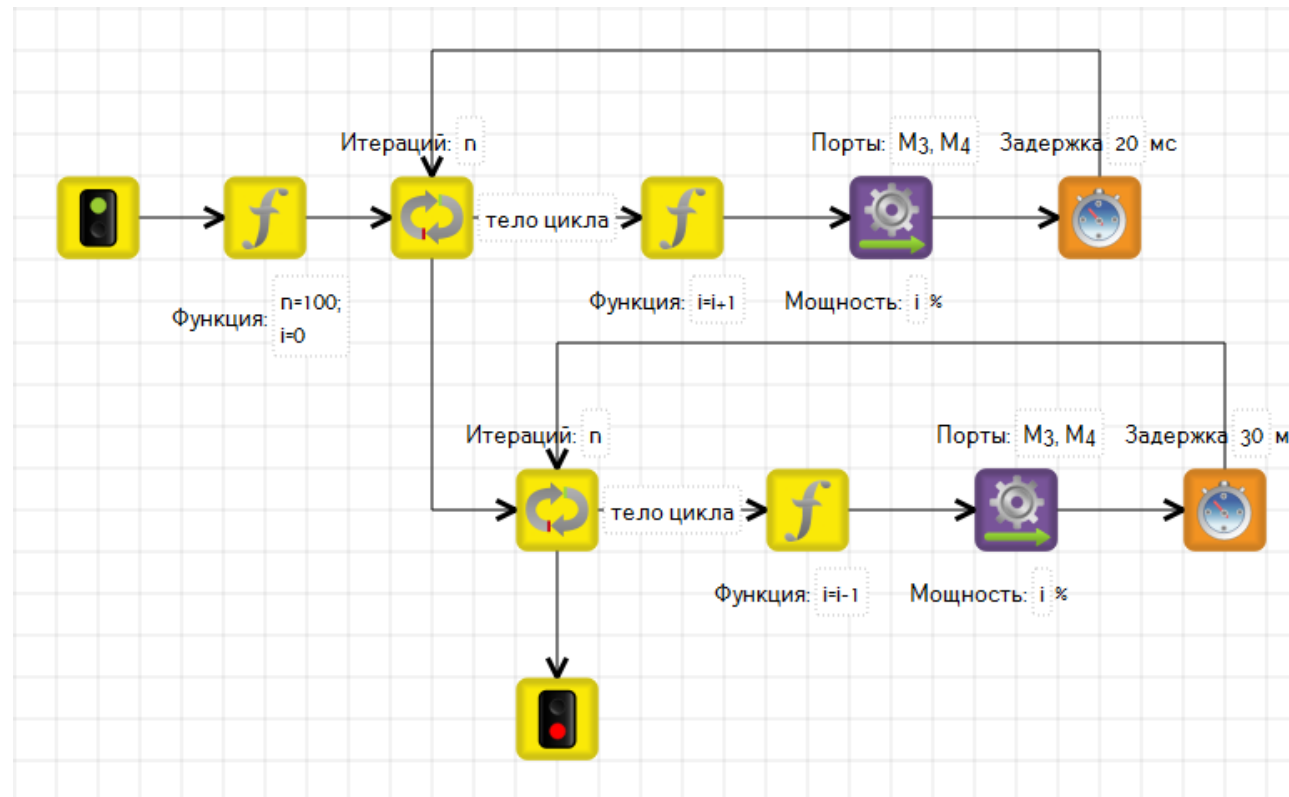 Итераций: n
Порты: M3, M4
Задержка 20 мс
тело цикла
Функция: n=100;
i=0
Функция: i=i+1
Мощность: i %
Итераций: n
Порты: M3, M4
Задержка 30 м
тело цикла
Функция: i=i-1
Мощность: i %